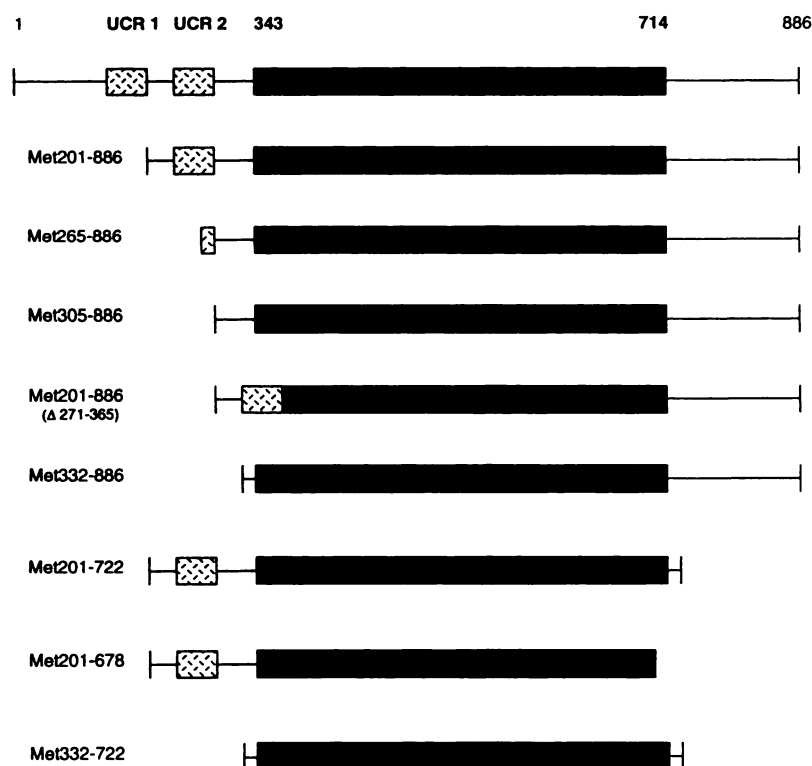 1 UCR 1 UCR 2 343 714 886
Met201-886
Met265-886
Met305-886
Met201-886
(Δ 271-365)
Met332-886
Met201-722
Met201-678
Met332-722